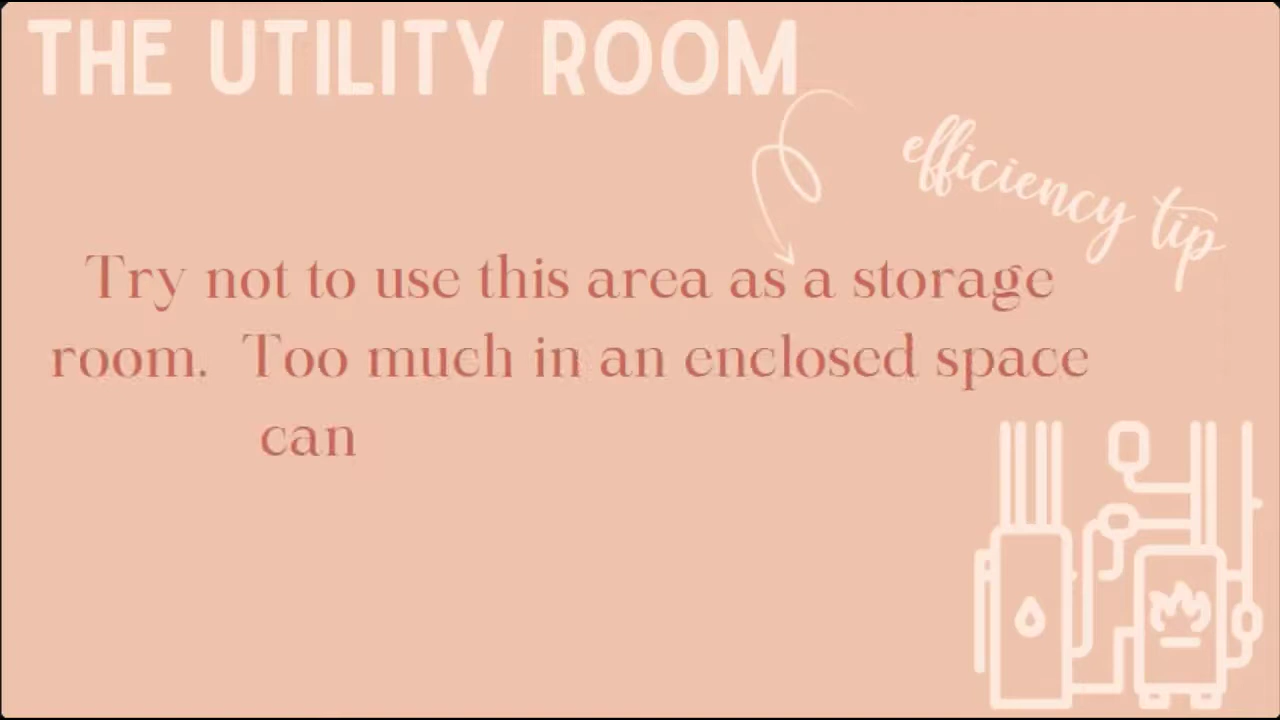 THE UTILITY ROOM
efficiency tip
Try not to use this area as a storage
room.  Too much in an enclosed space
can